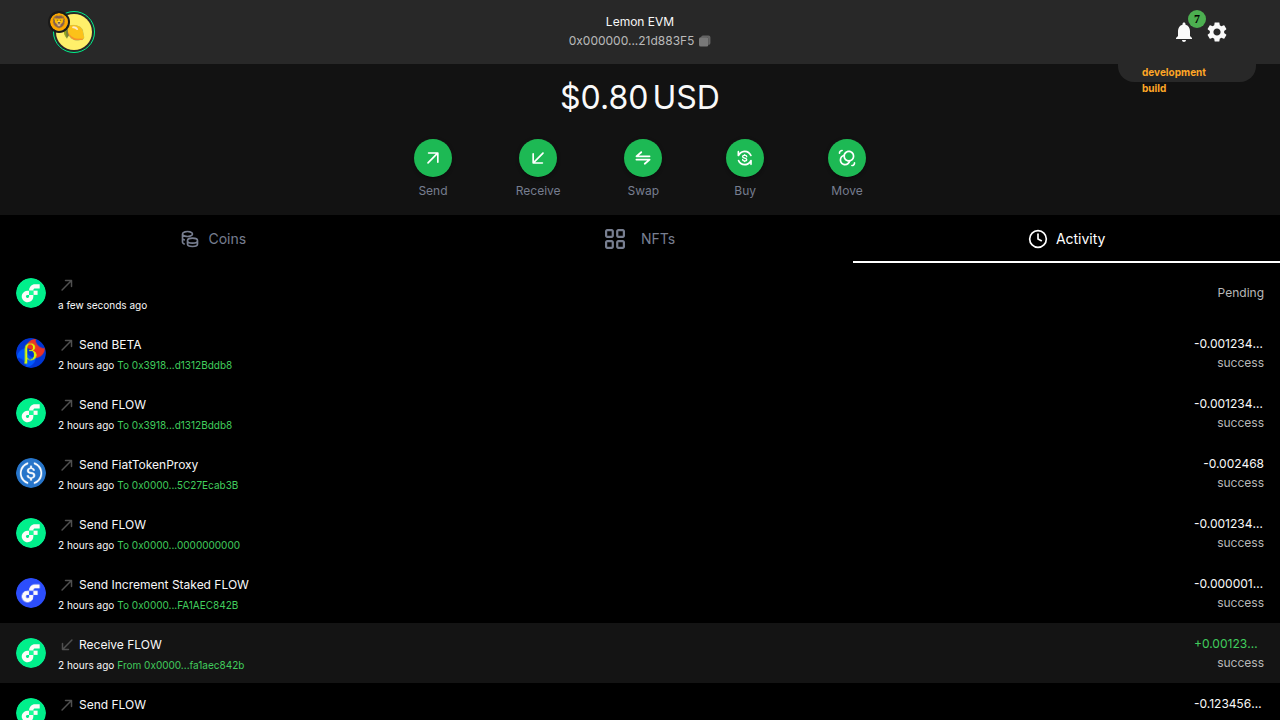 Lemon EVM
0x000000...21d883F5
7
development
build
$0.80 USD
Send
Receive
Swap
Buy
Move
Coins
NFTs
Activity
a few seconds ago
Pending
Send BETA
-0.001234...
2 hours ago To 0x3918...d1312Bddb8
success
Send FLOW
-0.001234...
2 hours ago To 0x3918...d1312Bddb8
success
Send FiatTokenProxy
-0.002468
2 hours ago To 0x0000...5C27Ecab3B
success
Send FLOW
-0.001234...
2 hours ago To 0x0000...0000000000
success
Send Increment Staked FLOW
-0.000001...
2 hours ago To 0x0000...FA1AEC842B
success
Receive FLOW
+0.00123...
2 hours ago From 0x0000...fa1aec842b
success
Send FLOW
-0.123456...